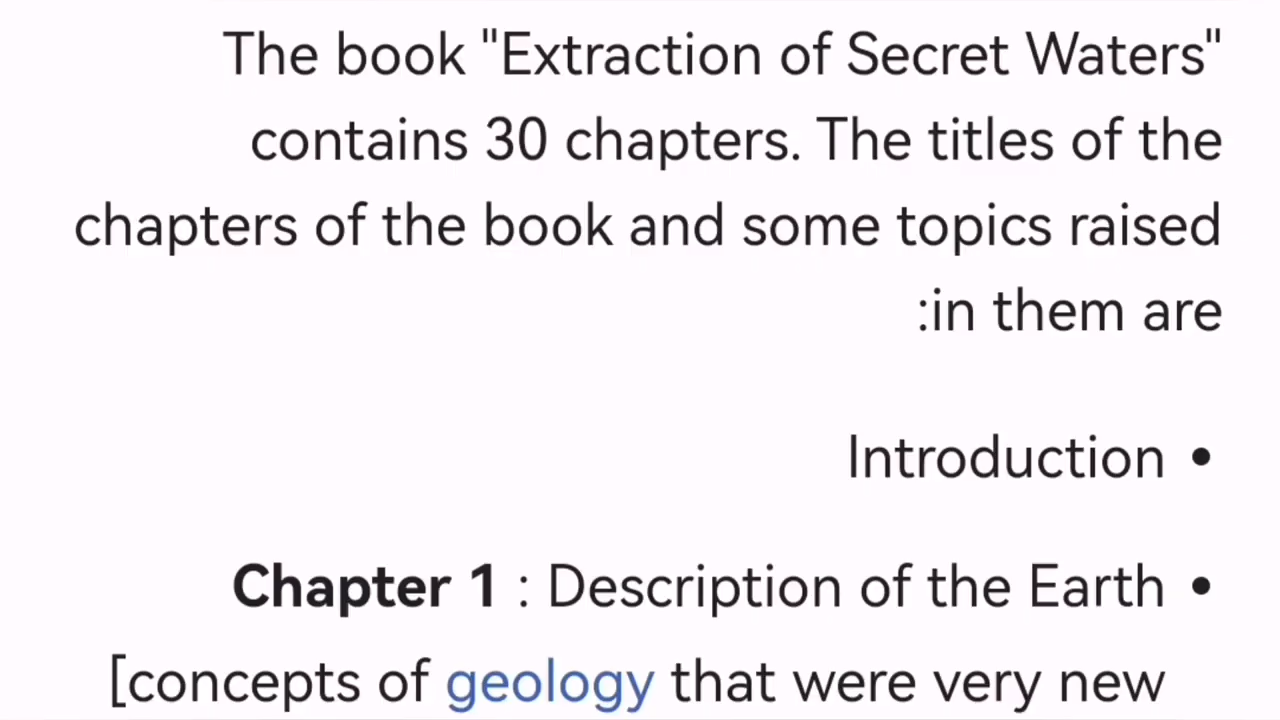 The book "Extraction of Secret Waters"
contains 30 chapters. The titles of the
chapters of the book and some topics raised
:in them are
Introduction •
Chapter 1 : Description of the Earth •
[concepts of geology that were very new